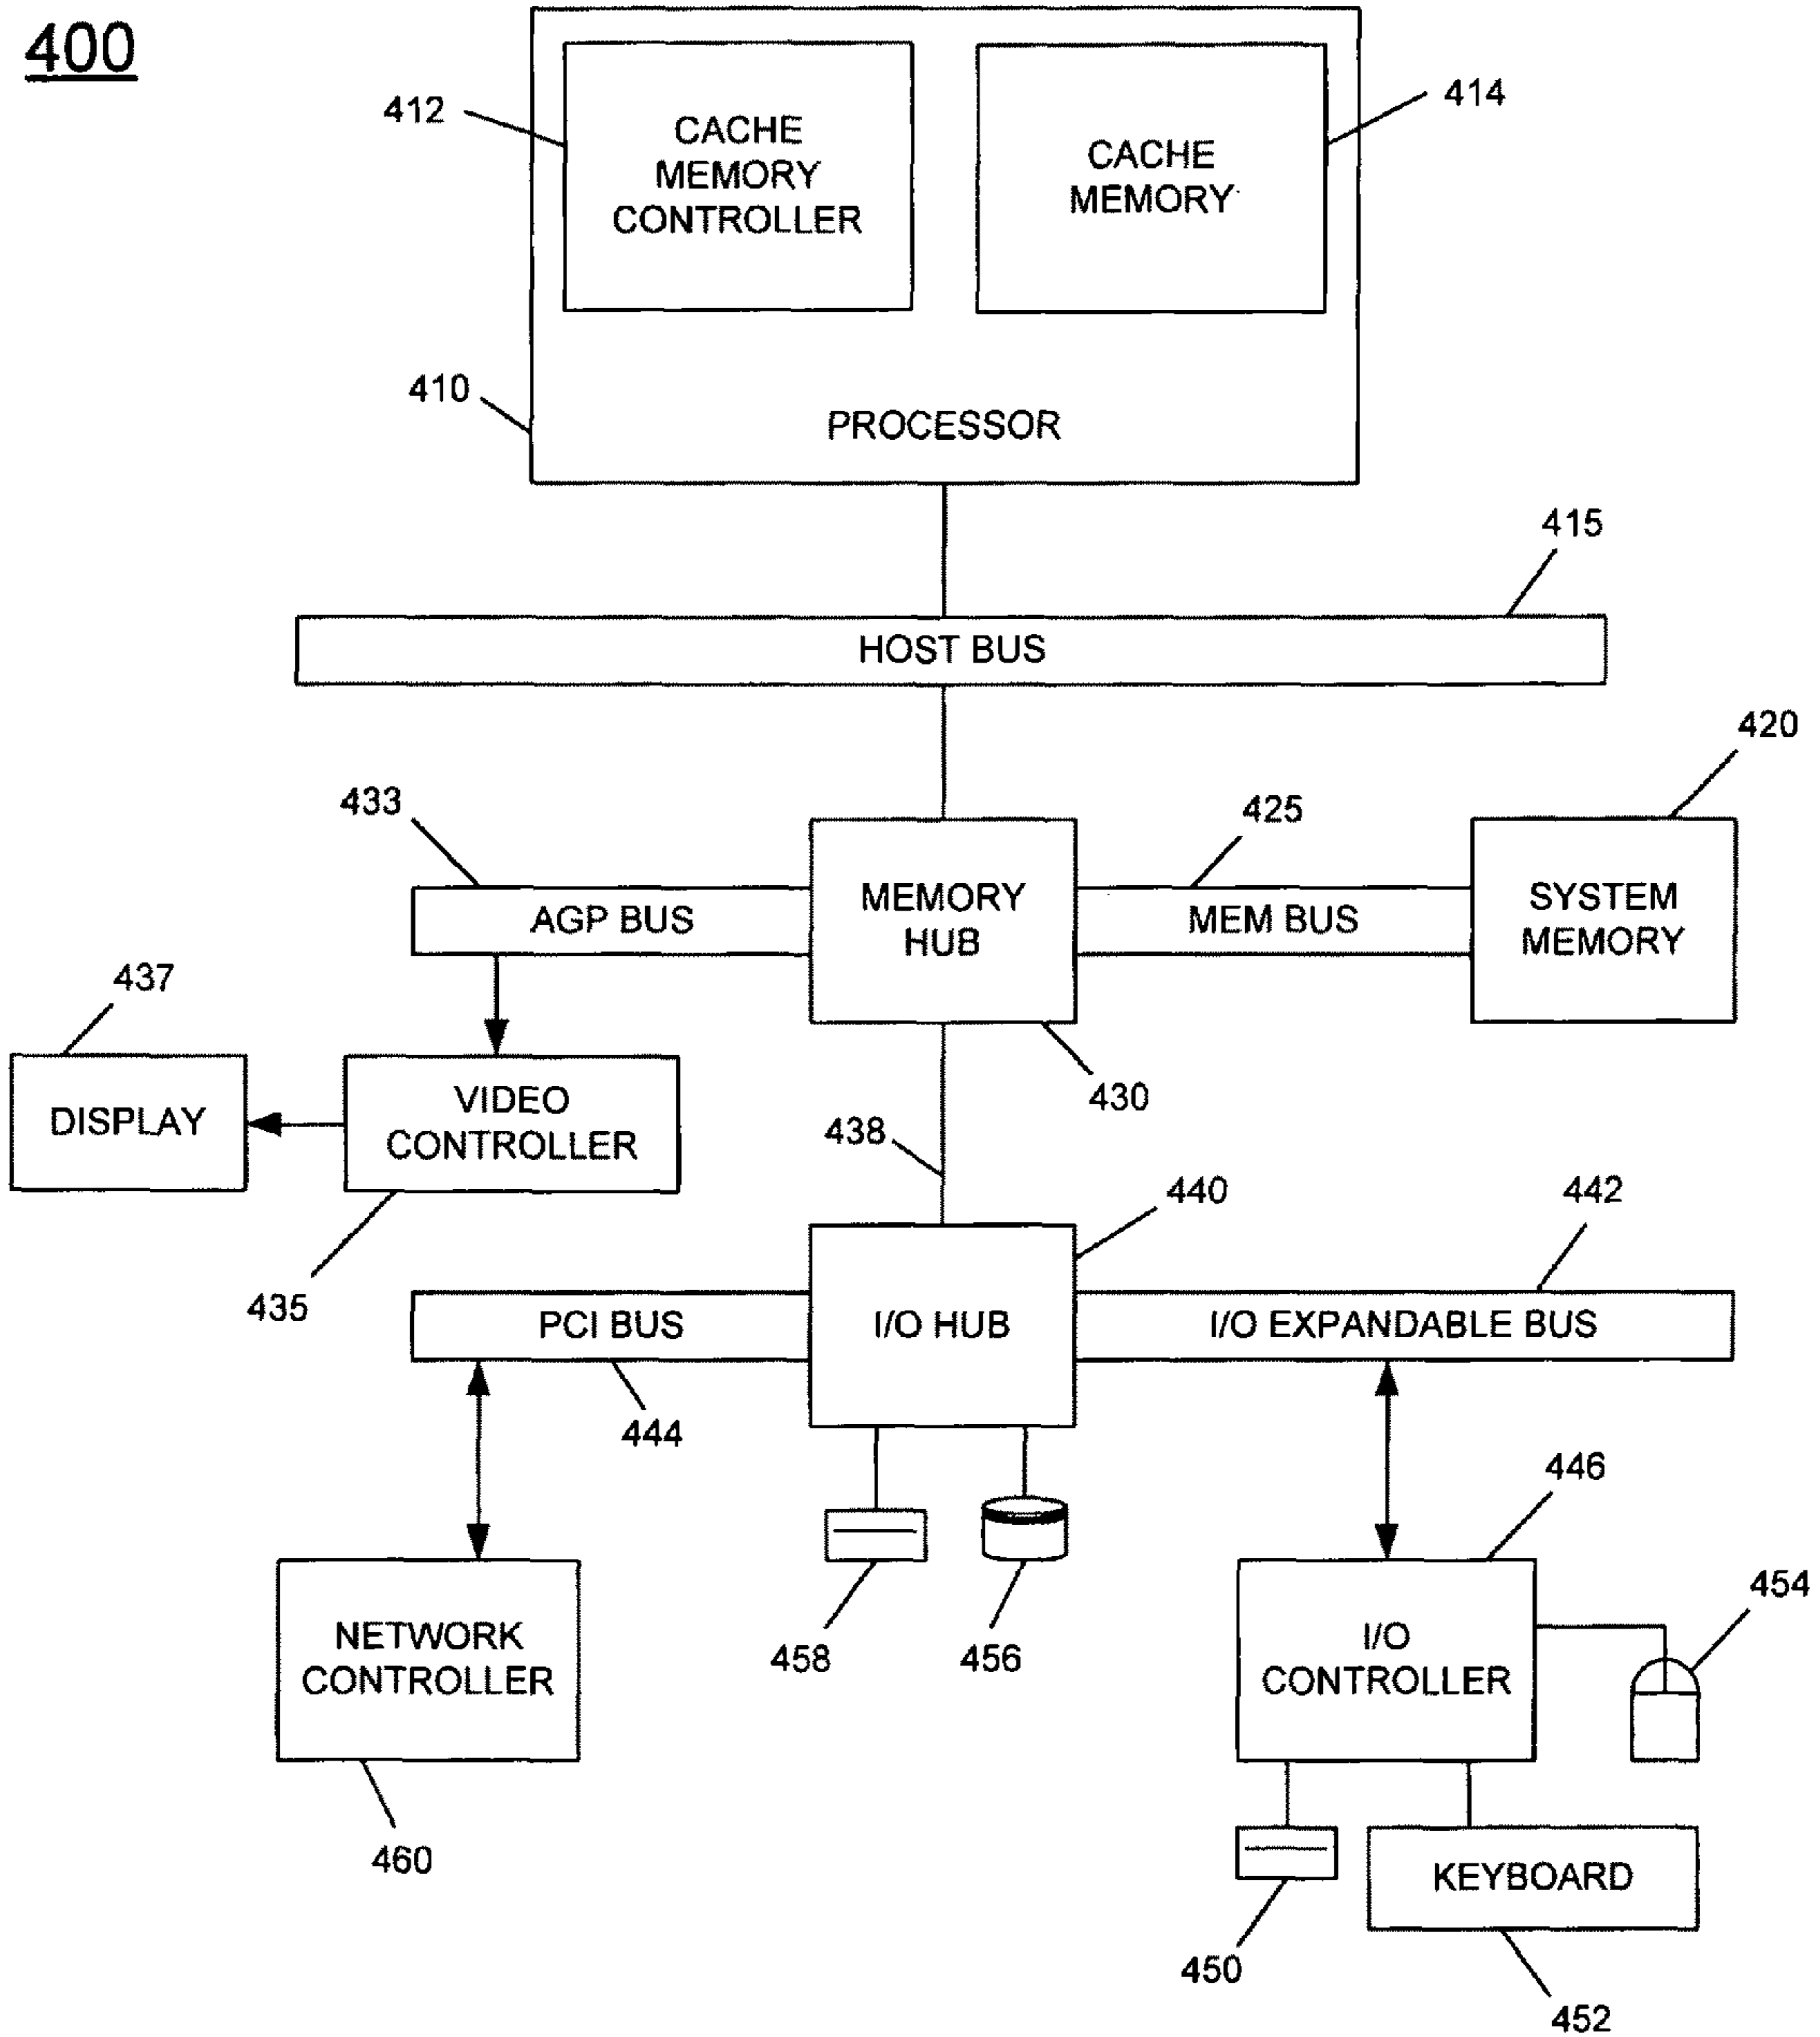 400
412
CACHE
MEMORY
CONTROLLER
CACHE
MEMORY
414
410
PROCESSOR
415
HOST BUS
420
433
425
AGP BUS
MEMORY
HUB
MEM BUS
SYSTEM
MEMORY
437
DISPLAY
VIDEO
CONTROLLER
430
438
440
442
435
PCI BUS
I/O HUB
I/O EXPANDABLE BUS
444
446
454
458
456
NETWORK
CONTROLLER
I/O
CONTROLLER
460
KEYBOARD
450
452